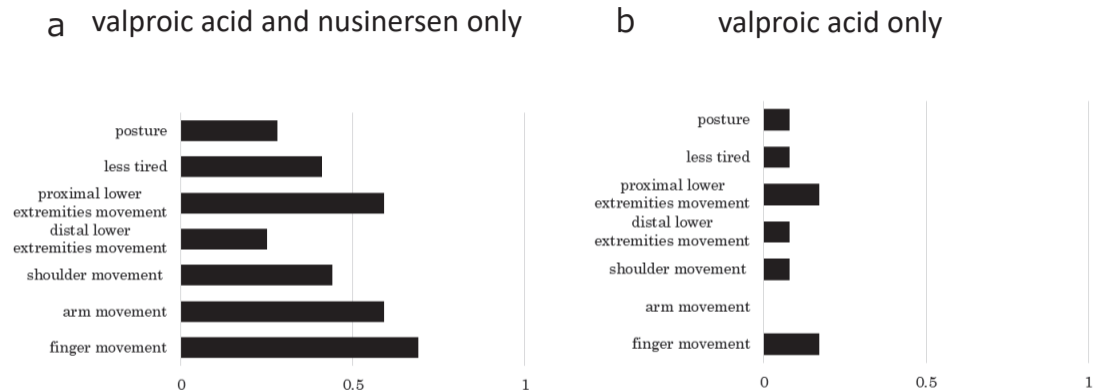 a valproic acid and nusinersen only
posture
less tired
proximal lower
extremities movement
distal lower
extremities movement
shoulder movement
arm movement
finger movement
0 0.5 1
b valproic acid only
posture
less tired
proximal lower
extremities movement
distal lower
extremities movement
shoulder movement
arm movement
finger movement
0 0.5 1